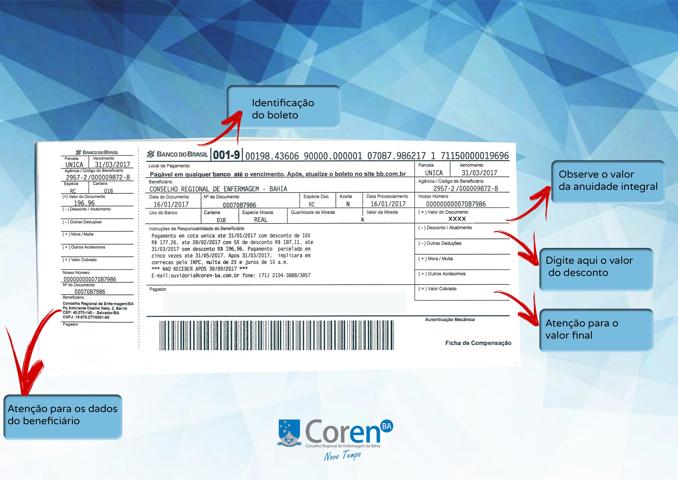 Identificação
do boleto
BANCO DO BRASIL
Parcela Vencimento
UNICA 31/03/2017
Agência / Código do Beneficiário
2957-2/000009872-8
Espécie Carteira
RC 018
(=) Valor do Documento
196,96
( - ) Desconto / Abatimento
( - ) Outras Deduções
( + ) Mora / Multa
( + ) Outros Acréscimos
( = ) Valor Cobrado
Nosso Número
00000000007087986
Nº do Documento
0007087986
Beneficiário
Conselho Regional de Enfermagem/BA
CNPJ: 15.679.277/0001-60
Pagador
BANCO DO BRASIL 001-9 00198.43606 90000.000001 07087.986217 1 71150000019696
Local de Pagamento
Pagável em qualquer banco até o vencimento. Após, atualize o boleto no site bb.com.br
Parcela Vencimento
UNICA 31/03/2017
Beneficiário
CONSELHO REGIONAL DE ENFERMAGEM - BAHIA
Agência / Código do Beneficiário
2957-2/000009872-8
Data do Documento Nº do Documento Espécie Doc. Aceite Data Processamento Nosso Número
16/01/2017 0007087986 RC N 16/01/2017 00000000007087986
Uso do Banco Carteira Espécie Moeda Quantidade de Moeda Valor da Moeda (=) Valor do Documento
018 REAL x XXXX
Instruções de Responsabilidade do Beneficiário
Pagamento em cota unica ate 31/01/2017 com desconto de 10%
R$ 177,26, ate 28/02/2017 com 5% de desconto R$ 187,11, ate
31/03/2017 sem desconto R$ 196,96. Pagamento parcelado em
cinco vezes ate 31/05/2017. Apos 31/03/2017. implicara em
correcao pelo INPC, multa de 2% e juros de 1% a.m.
*** NAO RECEBER APOS 30/09/2017 ***
E-mail:ouvidoria@coren-ba.com.br fone: (71) 2104-3888/3857
( - ) Desconto / Abatimento
( - ) Outras Deduções
( + ) Mora / Multa
( + ) Outros Acréscimos
( = ) Valor Cobrado
Pagador
Autenticação Mecânica
Ficha de Compensação
Observe o valor
da anuidade integral
Digite aqui o valor
do desconto
Atenção para o
valor final
Atenção para os dados
do beneficiário
Coren BA
Conselho Regional de Enfermagem da Bahia
Novo Tempo